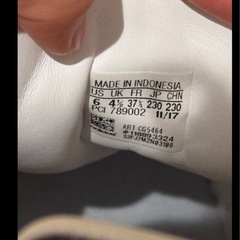 MADE IN INDONESIA
US UK FR JP CHN
6 4½ 37⅓ 230 230
PCI 789002 11/17
ART CG5464